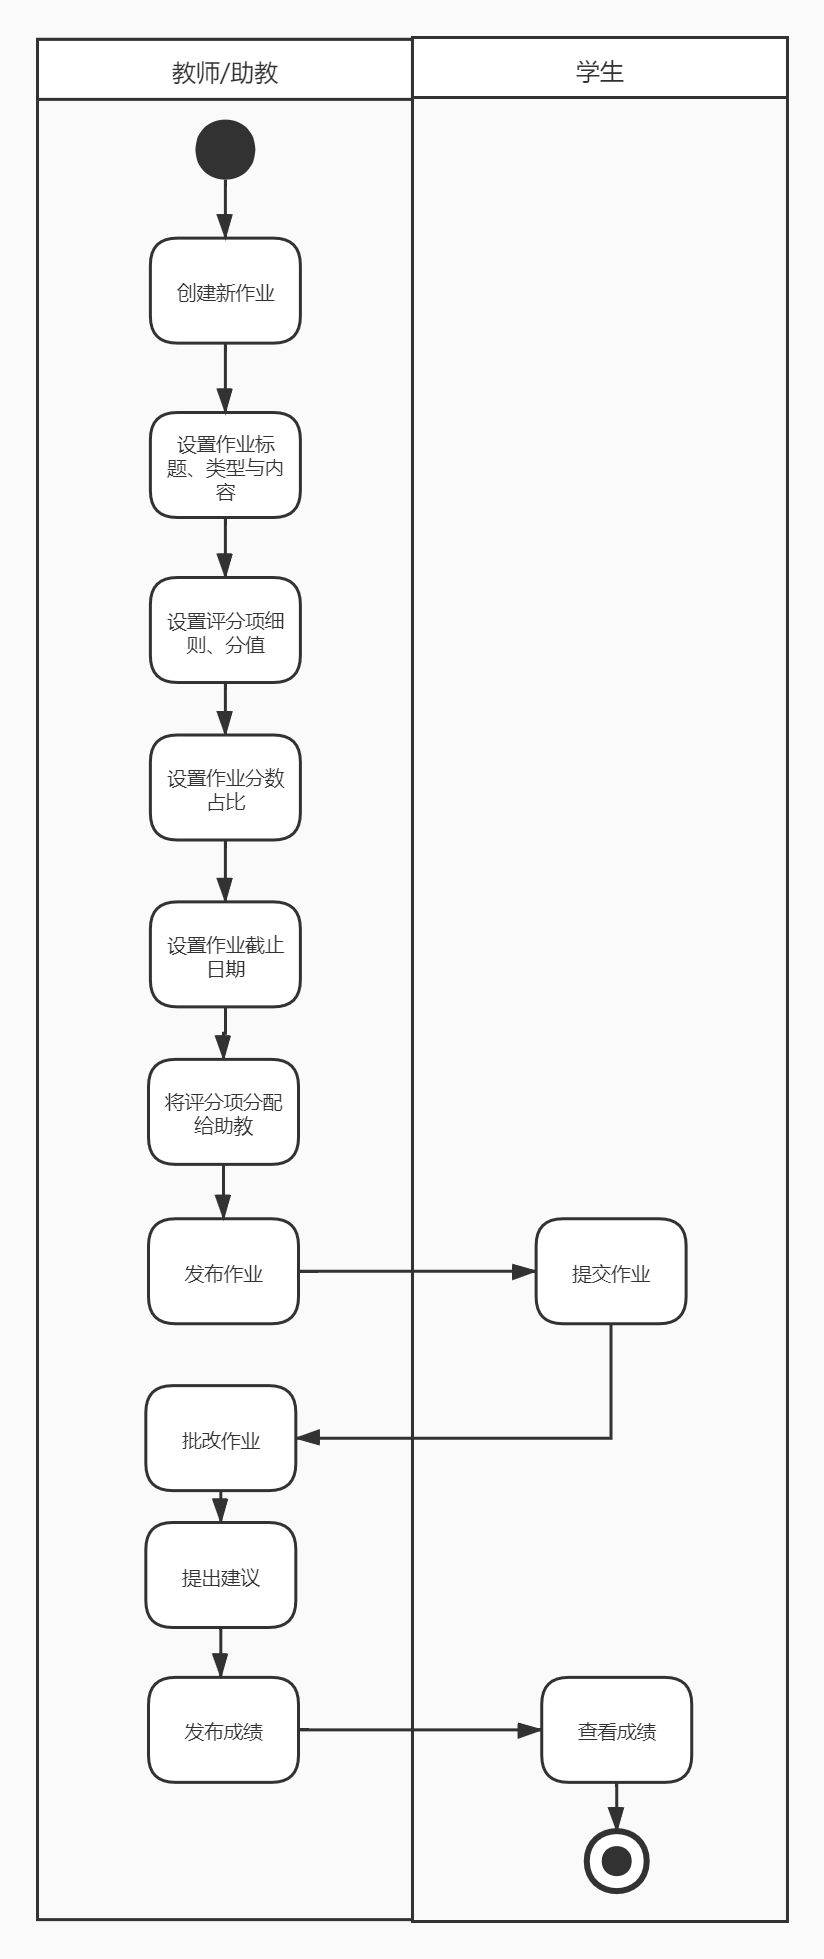 教师/助教
学生
创建新作业
设置作业标
题、类型与内
容
设置评分项细
则、分值
设置作业分数
占比
设置作业截止
日期
将评分项分配
给助教
发布作业
提交作业
批改作业
提出建议
发布成绩
查看成绩